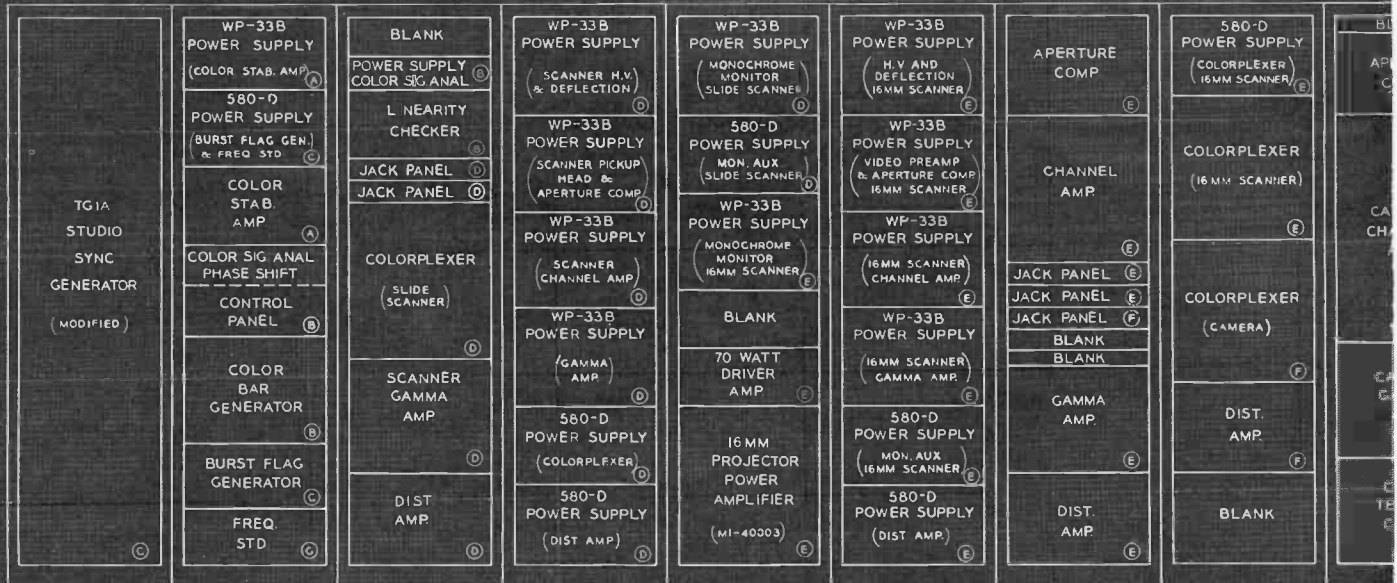 TG1A
STUDIO
SYNC
GENERATOR
(MODIFIED)
C
WP-33B
POWER SUPPLY
(COLOR STAB. AMP)
A
580-D
POWER SUPPLY
(BURST FLAG GEN.
& FREQ STD)
C
COLOR
STAB.
AMP
A
COLOR SIG ANAL
PHASE SHIFT
CONTROL
PANEL
B
COLOR
BAR
GENERATOR
B
BURST FLAG
GENERATOR
C
FREQ.
STD
C
BLANK
POWER SUPPLY
COLOR SIG ANAL
B
LINEARITY
CHECKER
B
JACK PANEL D
JACK PANEL D
COLORPLEXER
(SLIDE
SCANNER)
D
SCANNER
GAMMA
AMP.
D
DIST
AMP.
D
WP-33B
POWER SUPPLY
(SCANNER H.V.
& DEFLECTION)
D
WP-33B
POWER SUPPLY
(SCANNER PICKUP
HEAD &
APERTURE COMP)
D
WP-33B
POWER SUPPLY
(SCANNER
CHANNEL AMP)
D
WP-33B
POWER SUPPLY
(GAMMA
AMP.)
D
580-D
POWER SUPPLY
(COLORPLEXER)
D
580-D
POWER SUPPLY
(DIST AMP)
D
WP-33B
POWER SUPPLY
(MONOCHROME
MONITOR
SLIDE SCANNER)
D
580-D
POWER SUPPLY
(MON. AUX
SLIDE SCANNER)
D
WP-33B
POWER SUPPLY
(MONOCHROME
MONITOR
16MM SCANNER)
E
BLANK
70 WATT
DRIVER
AMP
E
16MM
PROJECTOR
POWER
AMPLIFIER
(MI-40303)
E
WP-33B
POWER SUPPLY
(H.V AND
DEFLECTION
16MM SCANNER)
E
WP-33B
POWER SUPPLY
(VIDEO PREAMP
& APERTURE COMP
16MM SCANNER)
E
WP-33B
POWER SUPPLY
(16MM SCANNER
CHANNEL AMP)
E
WP-33B
POWER SUPPLY
(16MM SCANNER
GAMMA AMP.)
E
580-D
POWER SUPPLY
(MON. AUX
16MM SCANNER)
E
580-D
POWER SUPPLY
(DIST AMP.)
E
APERTURE
COMP
E
CHANNEL
AMP.
E
JACK PANEL E
JACK PANEL E
JACK PANEL F
BLANK
BLANK
GAMMA
AMP.
E
DIST.
AMP.
E
580-D
POWER SUPPLY
(COLORPLEXER
16MM SCANNER)
E
COLORPLEXER
(16MM SCANNER)
E
COLORPLEXER
(CAMERA)
F
DIST.
AMP.
F
BLANK
BL
AP
C
CA
CHA
TE